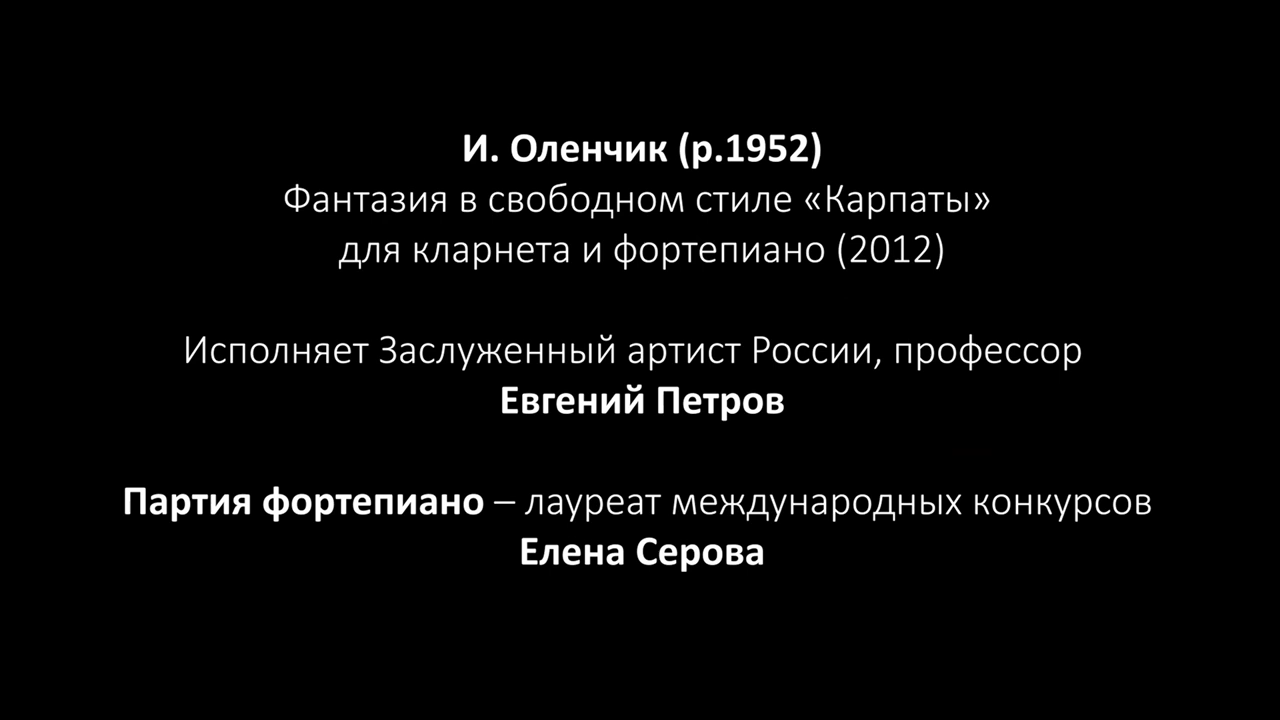 И. Оленчик (р.1952)
Фантазия в свободном стиле «Карпаты»
для кларнета и фортепиано (2012)
Исполняет Заслуженный артист России, профессор
Евгений Петров
Партия фортепиано – лауреат международных конкурсов
Елена Серова